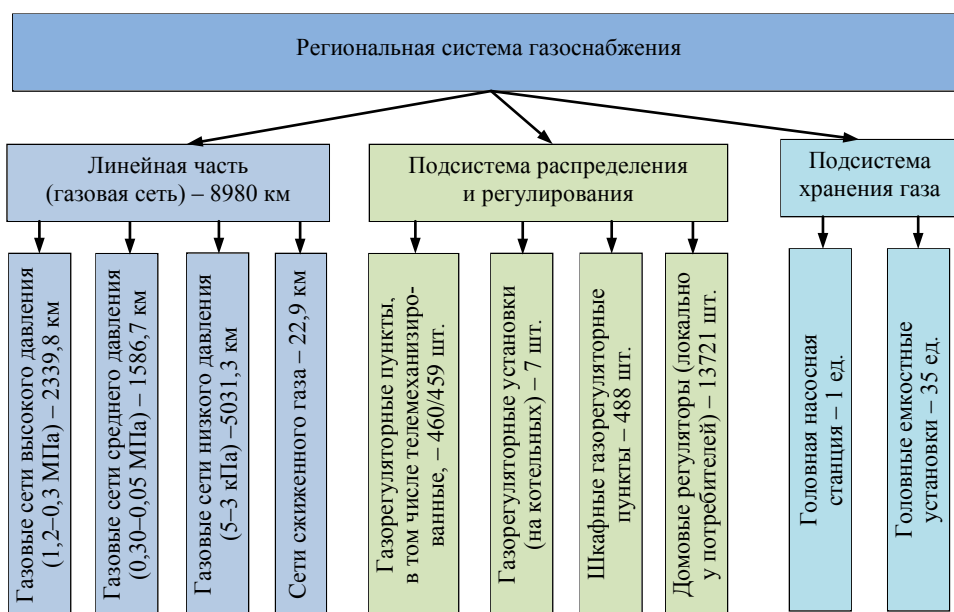 Региональная система газоснабжения
Линейная часть
(газовая сеть) – 8980 км
Подсистема распределения
и регулирования
Подсистема
хранения газа
Газовые сети высокого давления
(1,2–0,3 МПа) – 2339,8 км
Газовые сети среднего давления
(0,30–0,05 МПа) – 1586,7 км
Газовые сети низкого давления
(5–3 кПа) –5031,3 км
Сети сжиженного газа – 22,9 км
Газорегуляторные пункты,
в том числе телемеханизиро-
ванные, – 460/459 шт.
Газорегуляторные установки
(на котельных) – 7 шт.
Шкафные газорегуляторные
пункты – 488 шт.
Домовые регуляторы (локально
у потребителей) – 13721 шт.
Головная насосная
станция – 1 ед.
Головные емкостные
установки – 35 ед.